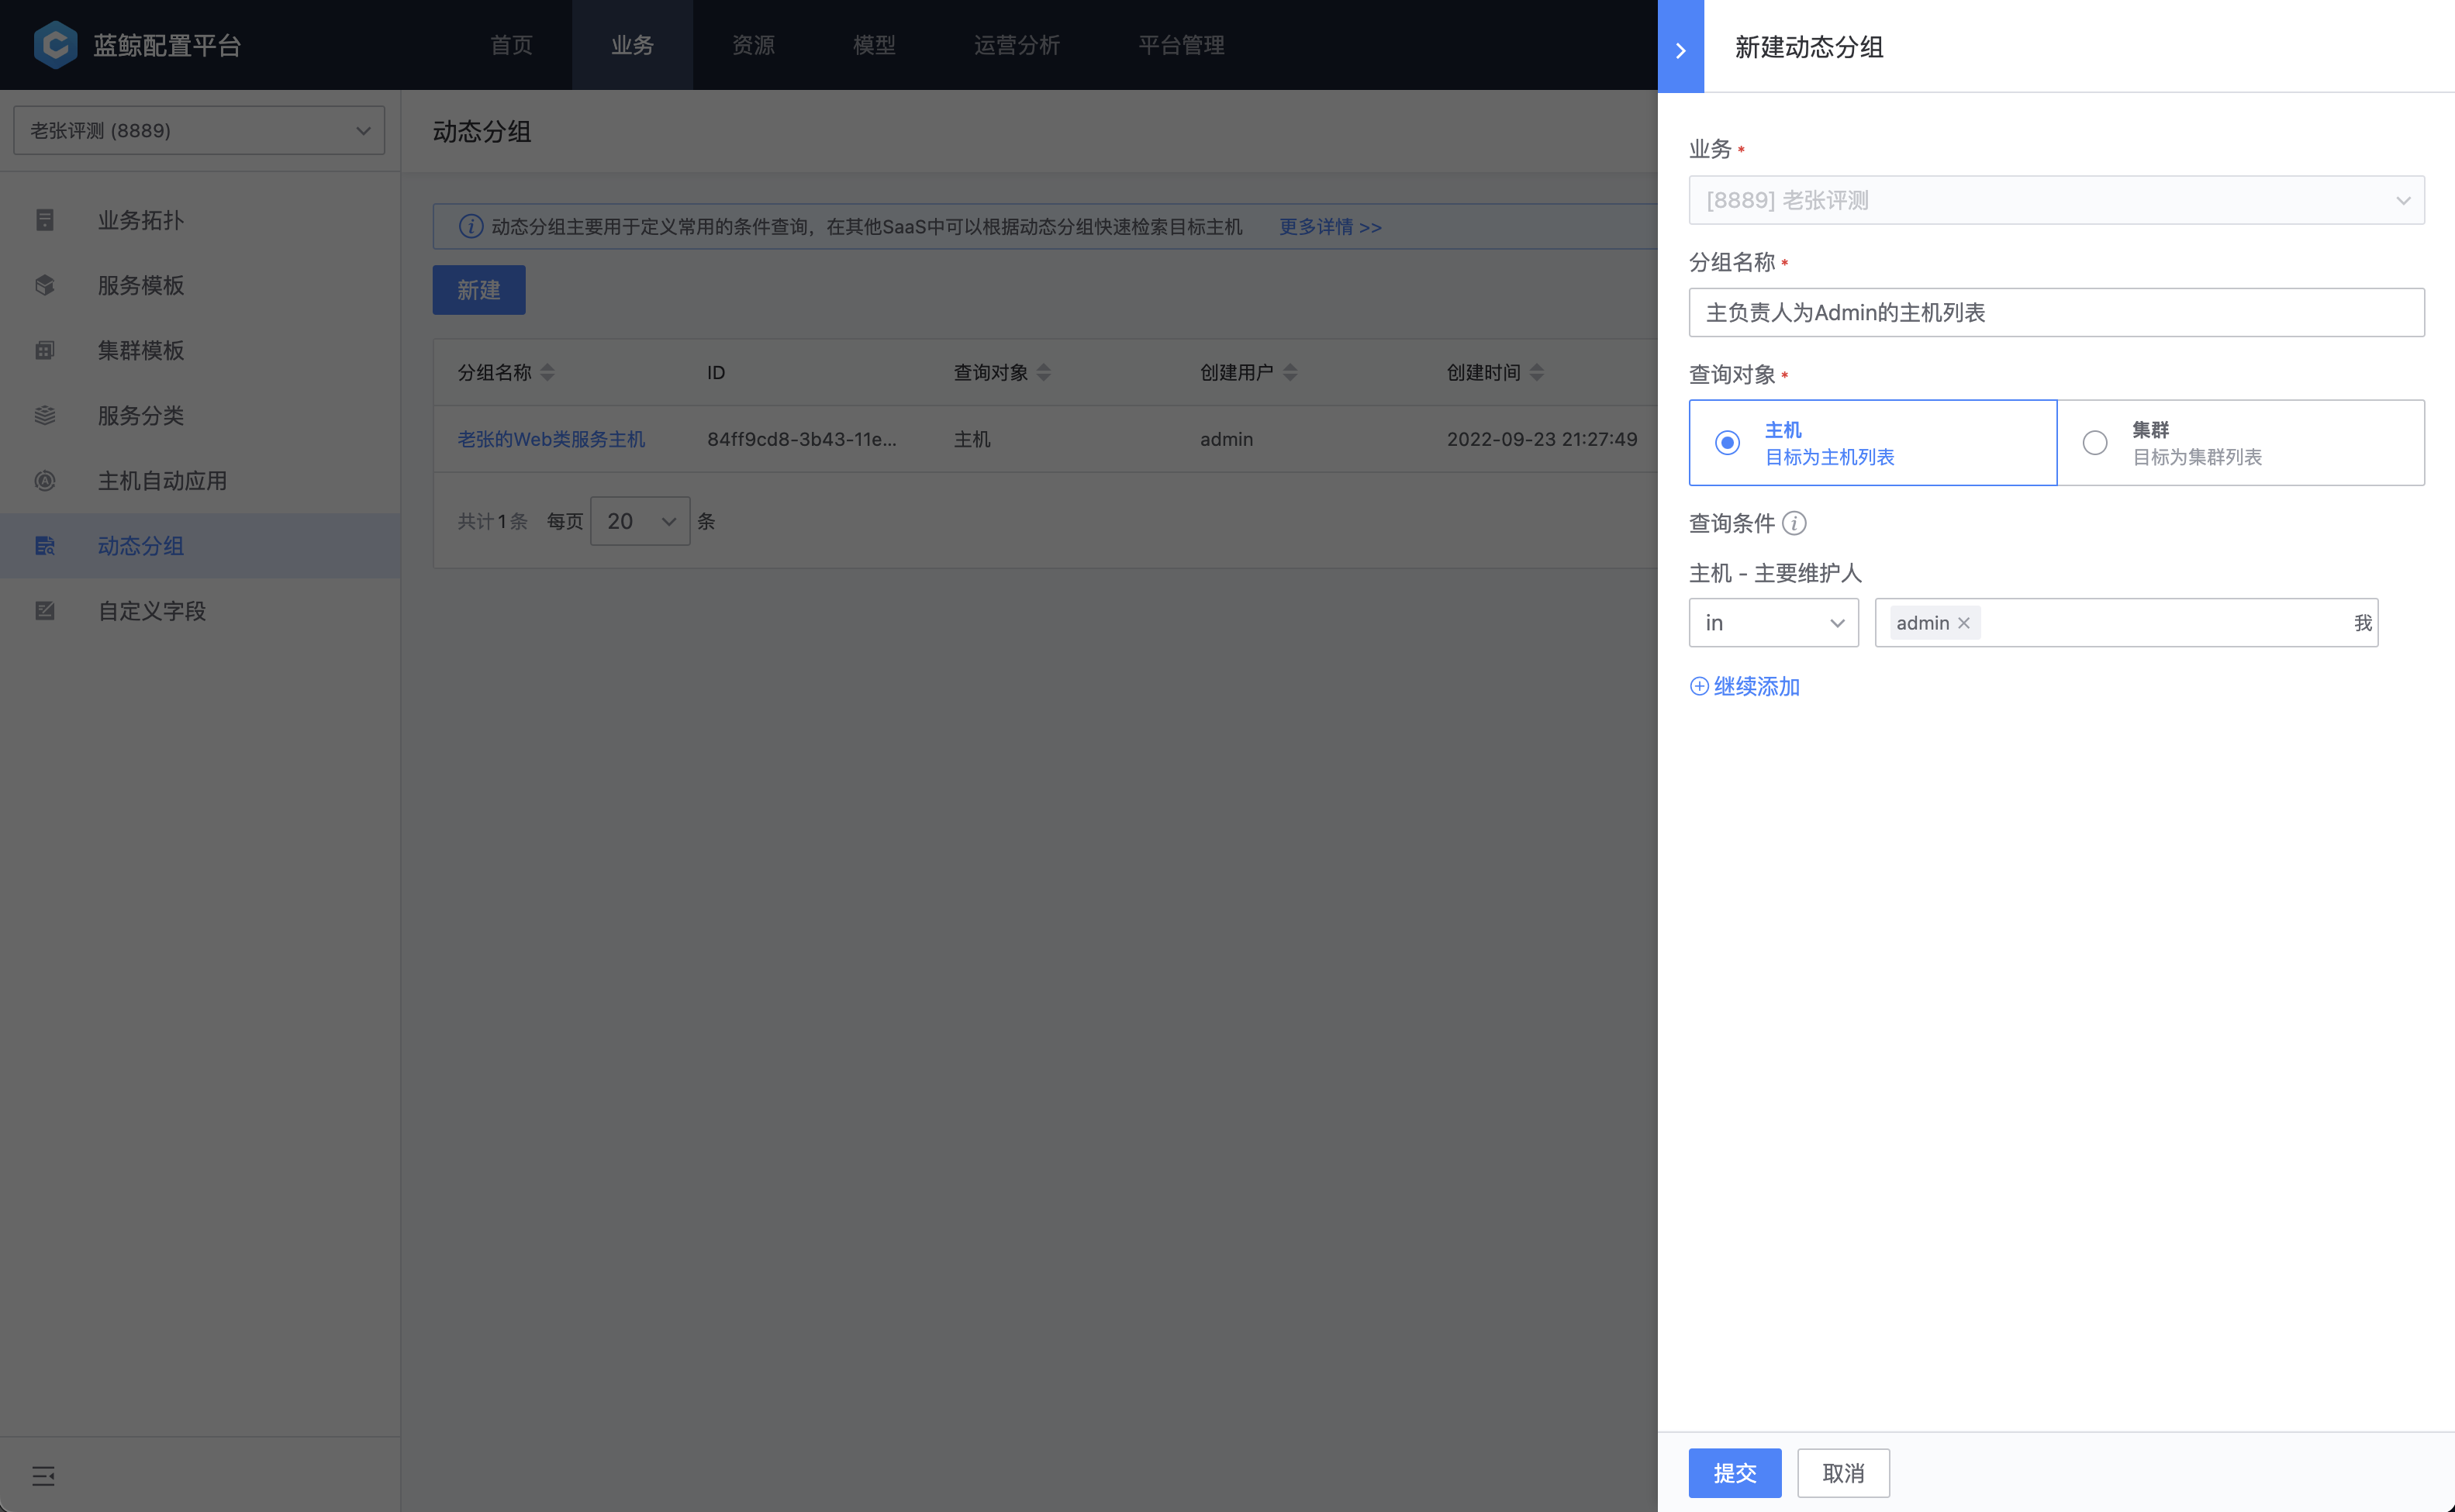 蓝鲸配置平台
首页
业务
资源
模型
运营分析
平台管理
老张评测 (8889)
业务拓扑
服务模板
集群模板
服务分类
主机自动应用
动态分组
自定义字段
动态分组
动态分组主要用于定义常用的条件查询，在其他SaaS中可以根据动态分组快速检索目标主机 更多详情 >>
新建
分组名称 ID 查询对象 创建用户 创建时间
老张的Web类服务主机 84ff9cd8-3b43-11e... 主机 admin 2022-09-23 21:27:49
共计 1 条 每页 20 条
新建动态分组
业务 *
[8889] 老张评测
分组名称 *
主负责人为Admin的主机列表
查询对象 *
主机
目标为主机列表
集群
目标为集群列表
查询条件
主机 - 主要维护人
in admin 我
继续添加
提交 取消